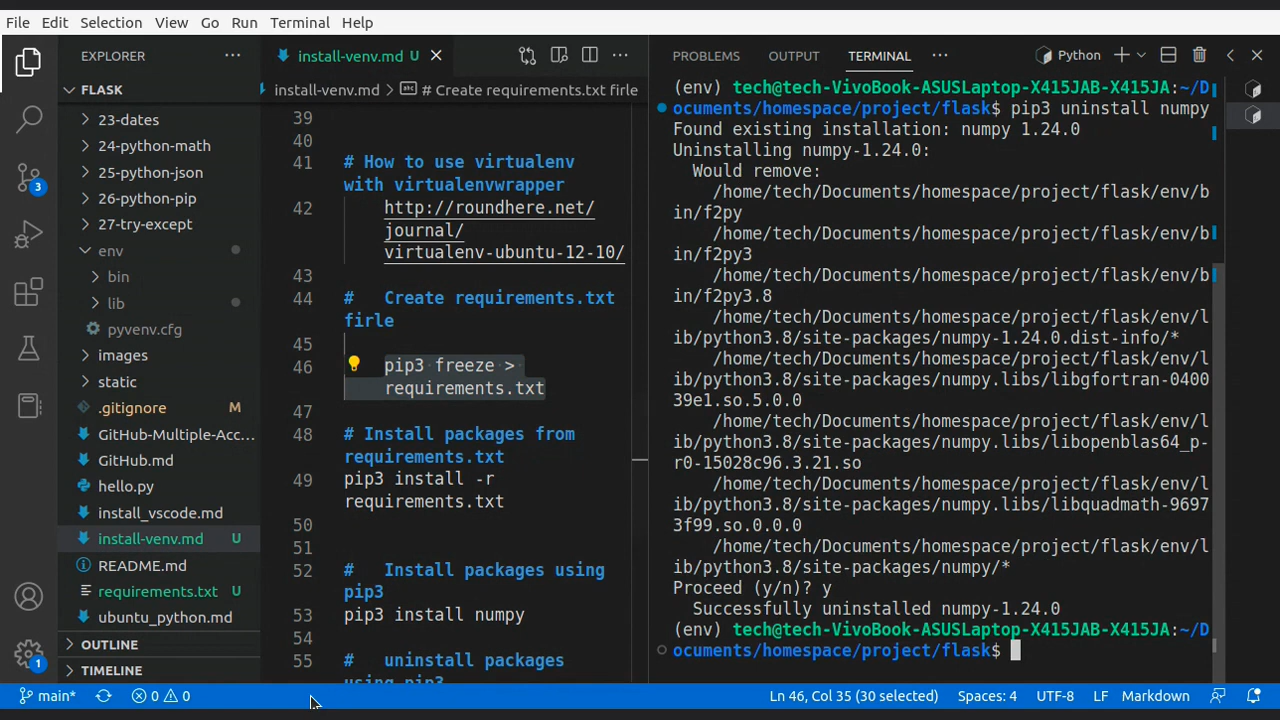 File Edit Selection View Go Run Terminal Help
EXPLORER
FLASK
23-dates
24-python-math
25-python-json
26-python-pip
27-try-except
env
bin
lib
pyvenv.cfg
images
static
.gitignore M
GitHub-Multiple-Acc...
GitHub.md
hello.py
install_vscode.md
install-venv.md U
README.md
requirements.txt U
ubuntu_python.md
OUTLINE
TIMELINE
3
1
install-venv.md U
install-venv.md > # Create requirements.txt firle
39
40
41 # How to use virtualenv
with virtualenvwrapper
42 http://roundhere.net/
journal/
virtualenv-ubuntu-12-10/
43
44 # Create requirements.txt
firle
45
46 pip3 freeze >
requirements.txt
47
48 # Install packages from
requirements.txt
49 pip3 install -r
requirements.txt
50
51
52 # Install packages using
pip3
53 pip3 install numpy
54
55 # uninstall packages
using pip3
PROBLEMS OUTPUT TERMINAL ... Python
(env) tech@tech-VivoBook-ASUSLaptop-X415JAB-X415JA:~/D
ocuments/homespace/project/flask$ pip3 uninstall numpy
Found existing installation: numpy 1.24.0
Uninstalling numpy-1.24.0:
Would remove:
/home/tech/Documents/homespace/project/flask/env/b
in/f2py
/home/tech/Documents/homespace/project/flask/env/b
in/f2py3
/home/tech/Documents/homespace/project/flask/env/b
in/f2py3.8
/home/tech/Documents/homespace/project/flask/env/l
ib/python3.8/site-packages/numpy-1.24.0.dist-info/*
/home/tech/Documents/homespace/project/flask/env/l
ib/python3.8/site-packages/numpy.libs/libgfortran-0400
39e1.so.5.0.0
/home/tech/Documents/homespace/project/flask/env/l
ib/python3.8/site-packages/numpy.libs/libopenblas64_p-
r0-15028c96.3.21.so
/home/tech/Documents/homespace/project/flask/env/l
ib/python3.8/site-packages/numpy.libs/libquadmath-9697
3f99.so.0.0.0
/home/tech/Documents/homespace/project/flask/env/l
ib/python3.8/site-packages/numpy/*
Proceed (y/n)? y
Successfully uninstalled numpy-1.24.0
(env) tech@tech-VivoBook-ASUSLaptop-X415JAB-X415JA:~/D
ocuments/homespace/project/flask$
main* 0 0 Ln 46, Col 35 (30 selected) Spaces: 4 UTF-8 LF Markdown